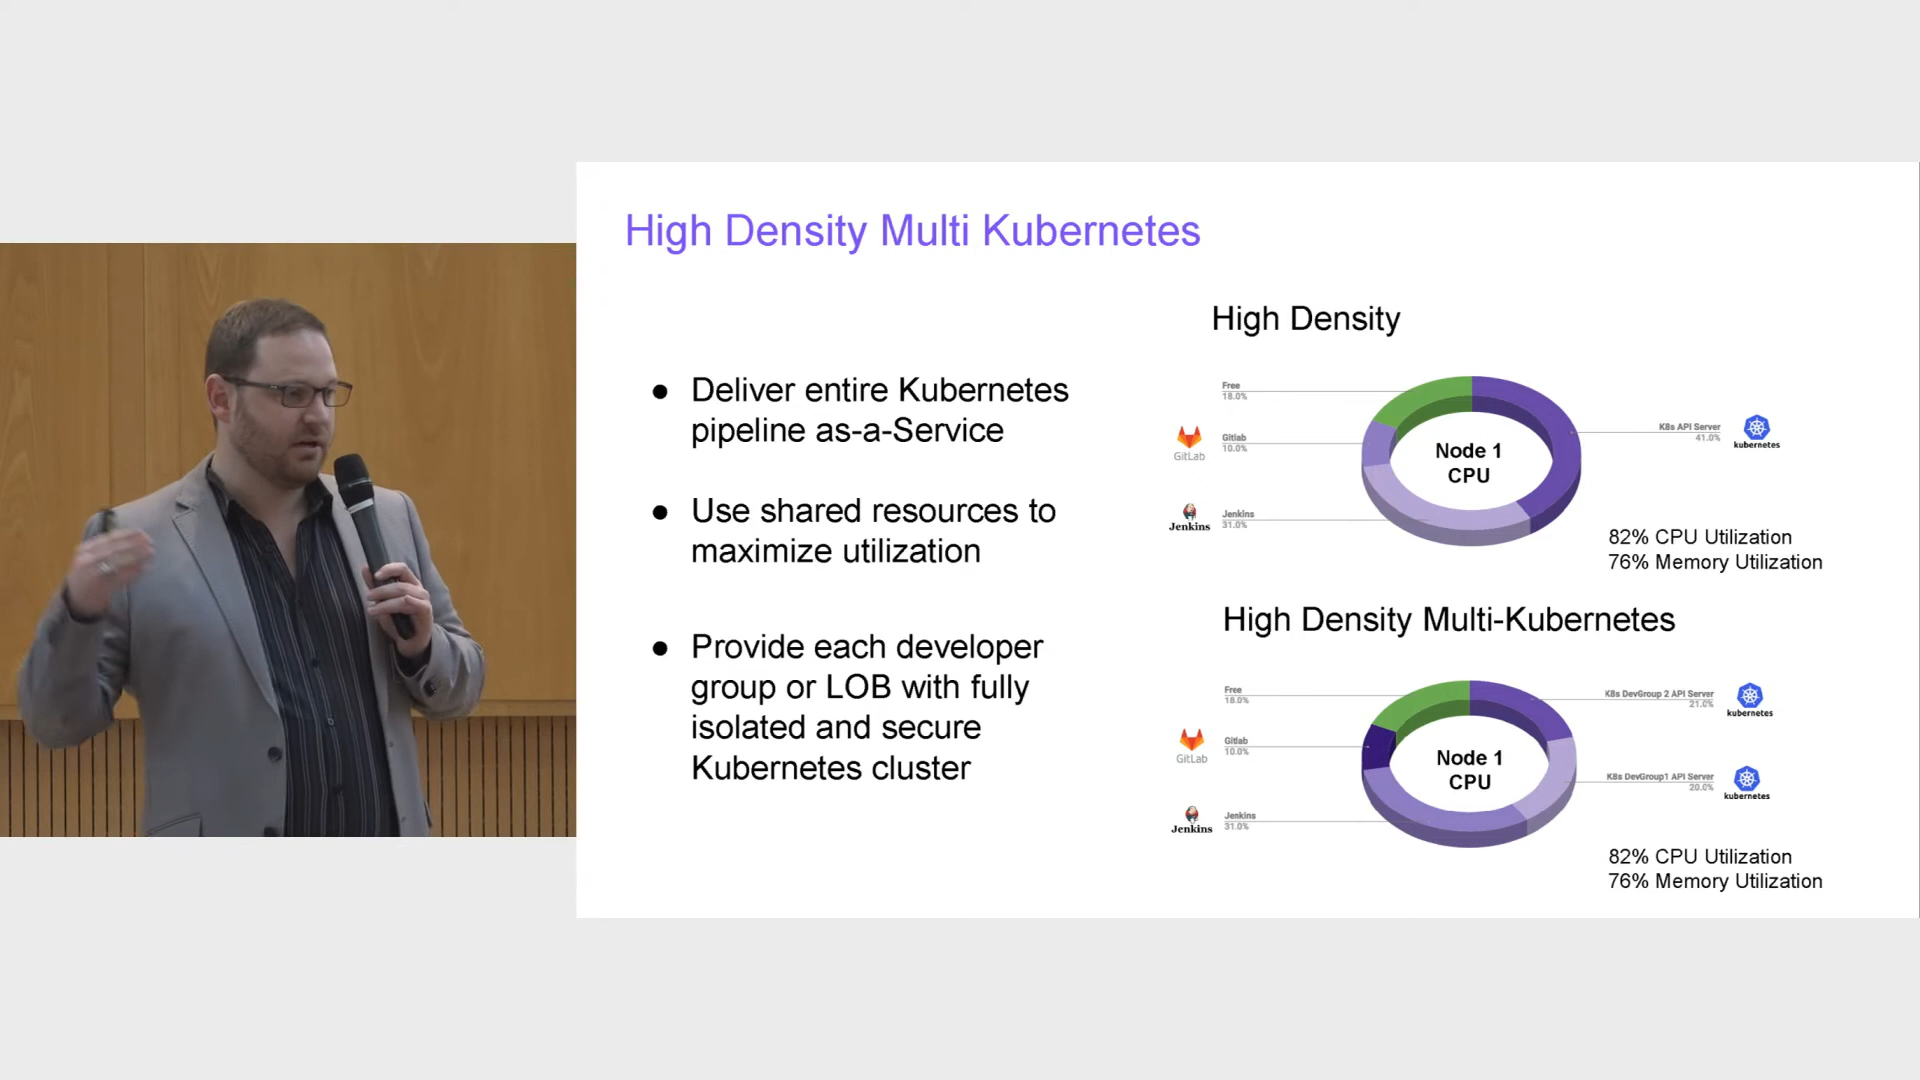 High Density Multi Kubernetes
● Deliver entire Kubernetes
pipeline as-a-Service
● Use shared resources to
maximize utilization
● Provide each developer
group or LOB with fully
isolated and secure
Kubernetes cluster
High Density
Free
18.0%
GitLab
Gitlab
10.0%
Jenkins
Jenkins
31.0%
Node 1
CPU
K8s API Server
41.0%
kubernetes
82% CPU Utilization
76% Memory Utilization
High Density Multi-Kubernetes
Free
18.0%
GitLab
Gitlab
10.0%
Jenkins
Jenkins
31.0%
Node 1
CPU
K8s DevGroup 2 API Server
21.0%
kubernetes
K8s DevGroup1 API Server
20.0%
kubernetes
82% CPU Utilization
76% Memory Utilization